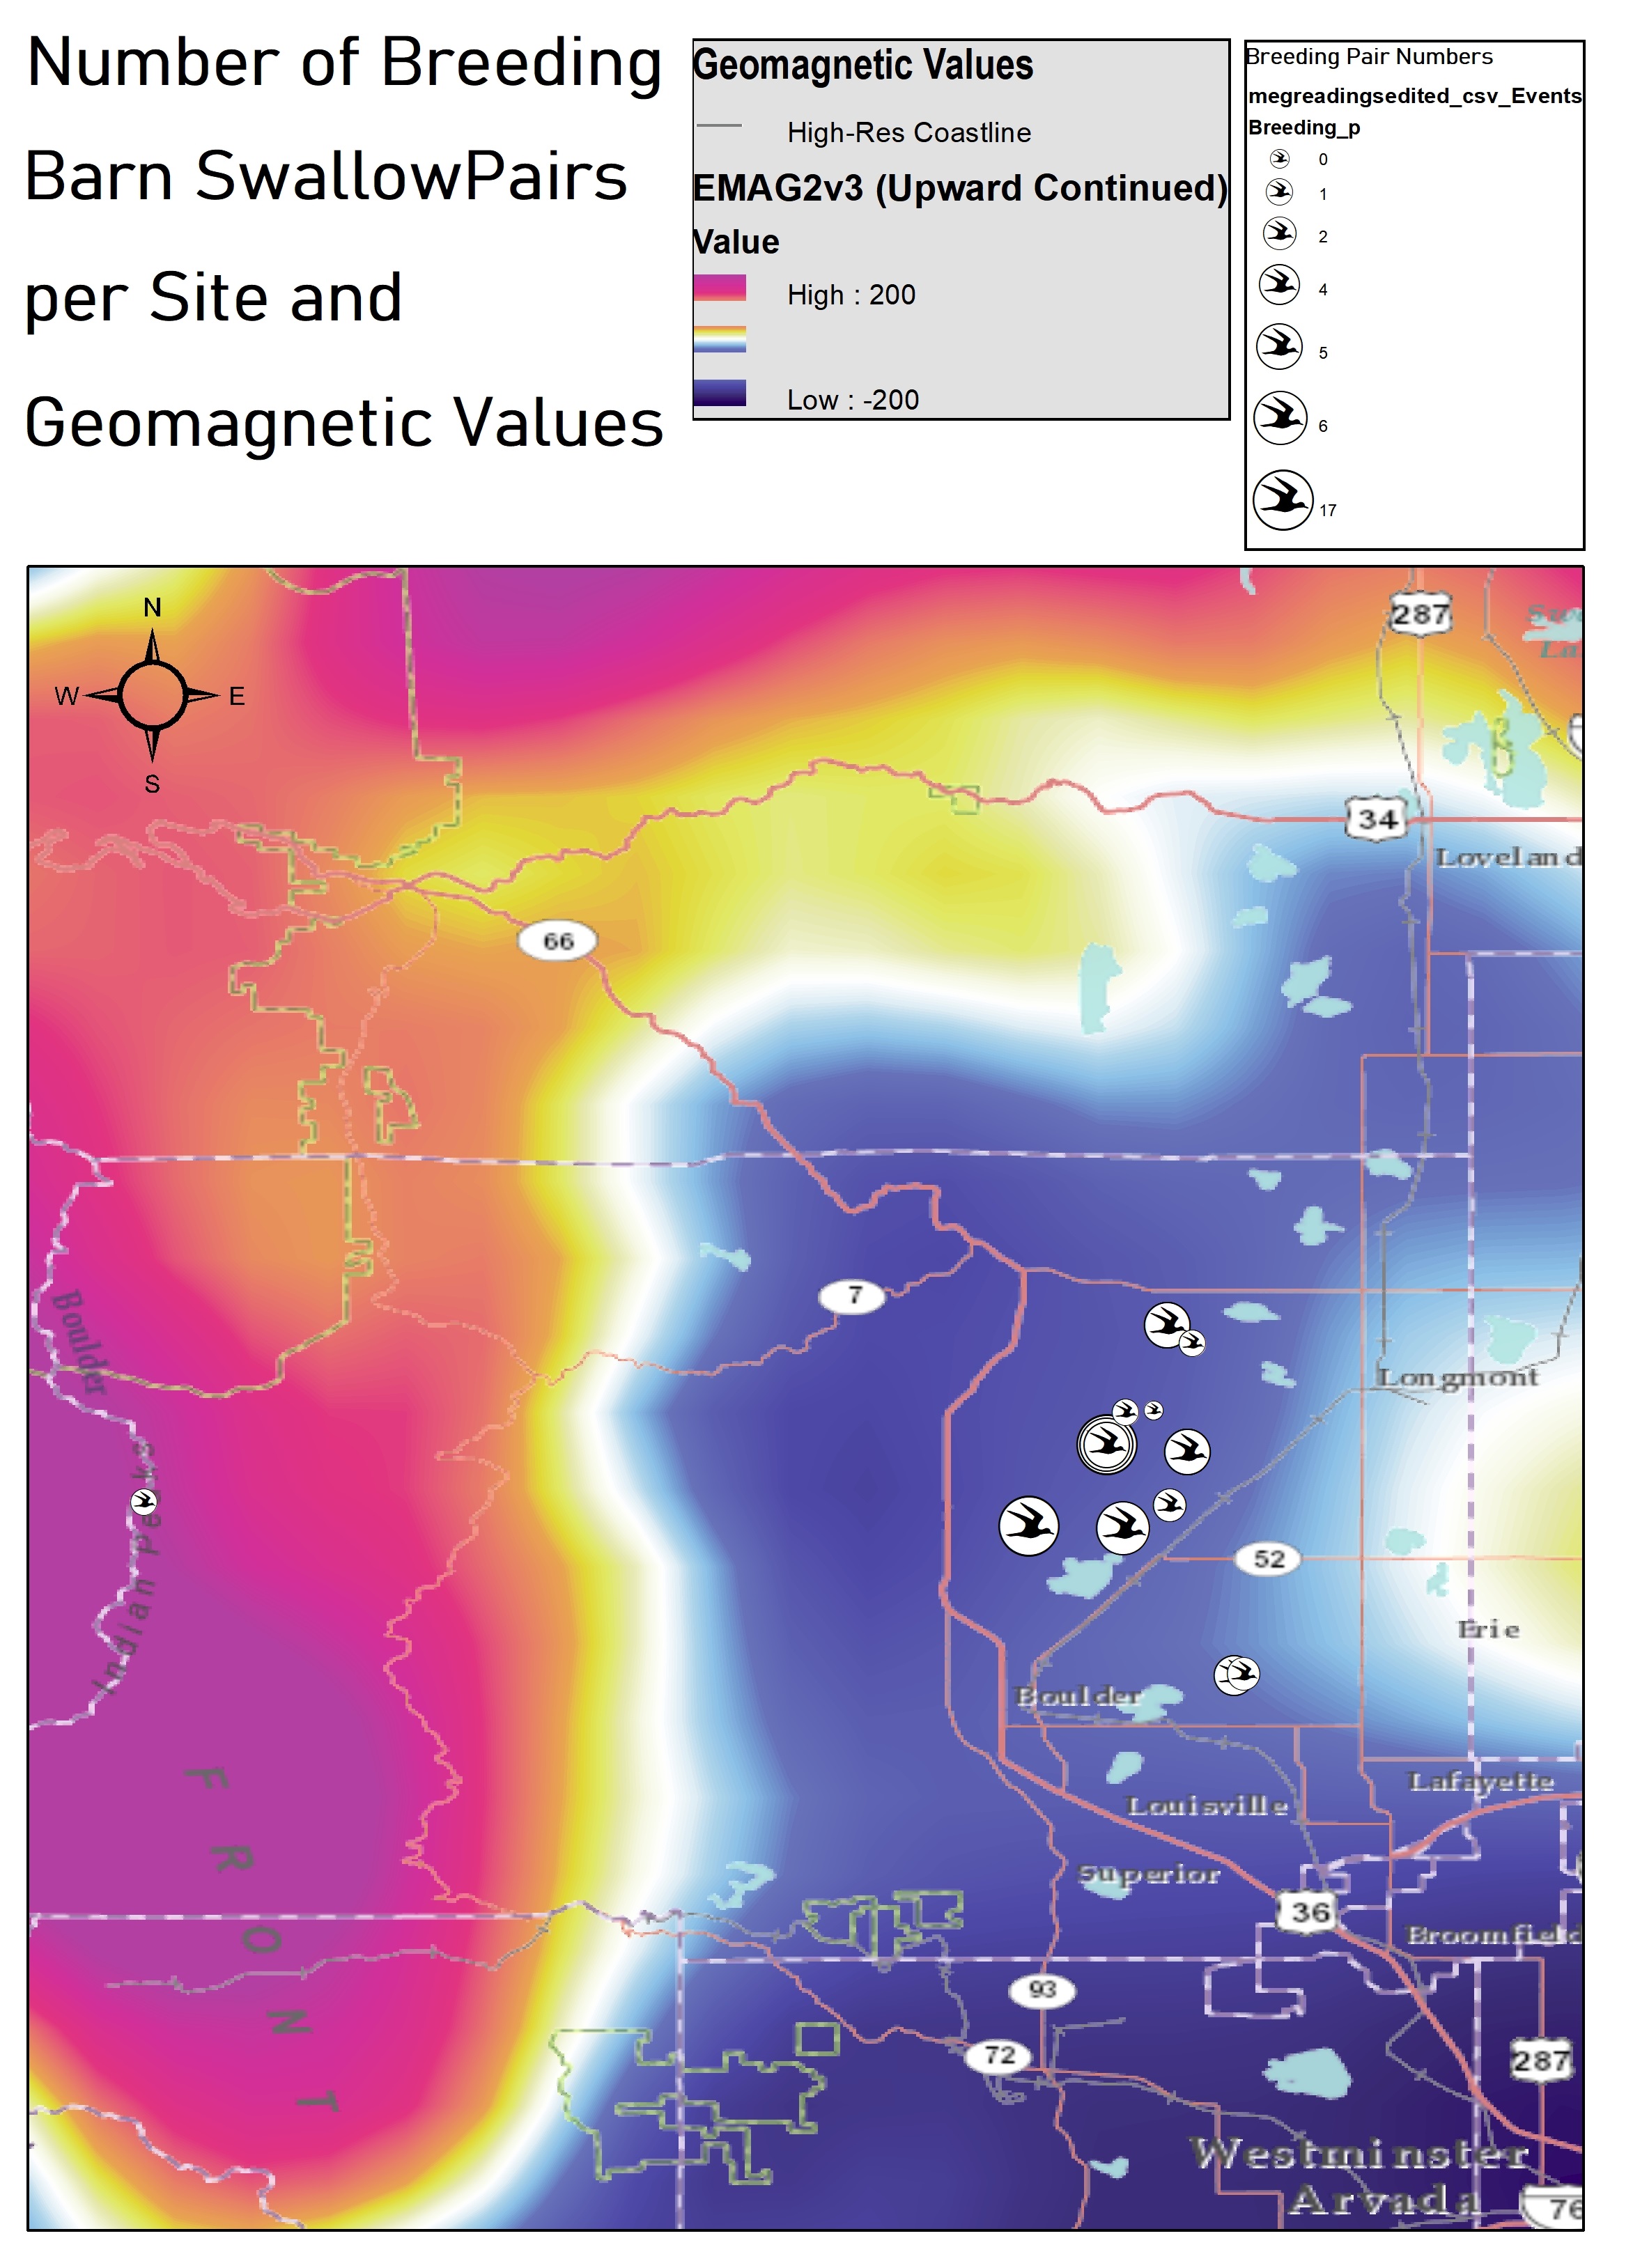 Number of Breeding
Barn SwallowPairs
per Site and
Geomagnetic Values
Geomagnetic Values
High-Res Coastline
EMAG2v3 (Upward Continued)
Value
High : 200
Low : -200
Breeding Pair Numbers
megreadingsedited_csv_Events
Breeding_p
0
1
2
4
5
6
17
N
W E
S
287
34
Loveland
66
7
Boulder
Longmont
Indian Peaks
52
Erie
Boulder
Lafayette
Louisville
Superior
36
Broomfield
FRONT
93
72
287
Westminster
Arvada
76